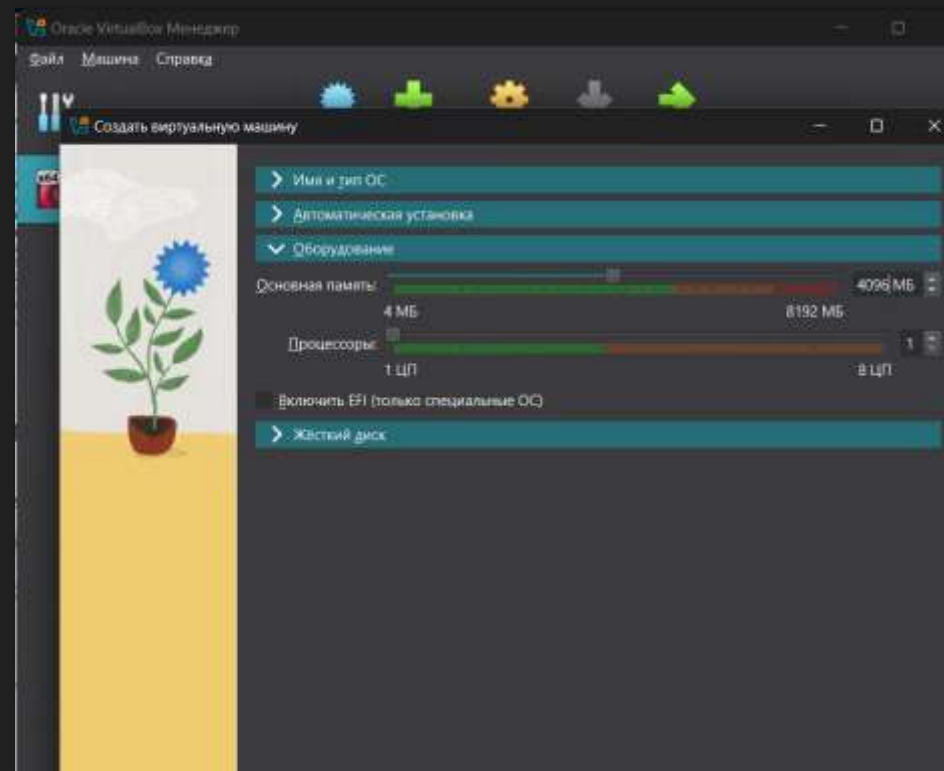 Oracle VirtualBox Менеджер
Файл Машина Справка
Создать виртуальную машину
x64
Имя и тип ОС
Автоматическая установка
Оборудование
Основная память: 4096 МБ
4 МБ 8192 МБ
Процессоры: 1
1 ЦП 8 ЦП
Включить EFI (только специальные ОС)
Жёсткий диск